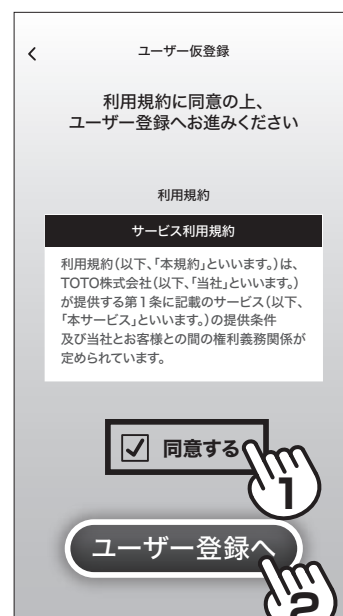 ユーザー仮登録
利用規約に同意の上、
ユーザー登録へお進みください
利用規約
サービス利用規約
利用規約(以下、「本規約」といいます。)は、
TOTO株式会社(以下、「当社」といいます。)
が提供する第1条に記載のサービス(以下、
「本サービス」といいます。)の提供条件
及び当社とお客様との間の権利義務関係が
定められています。
同意する
1
ユーザー登録へ
2